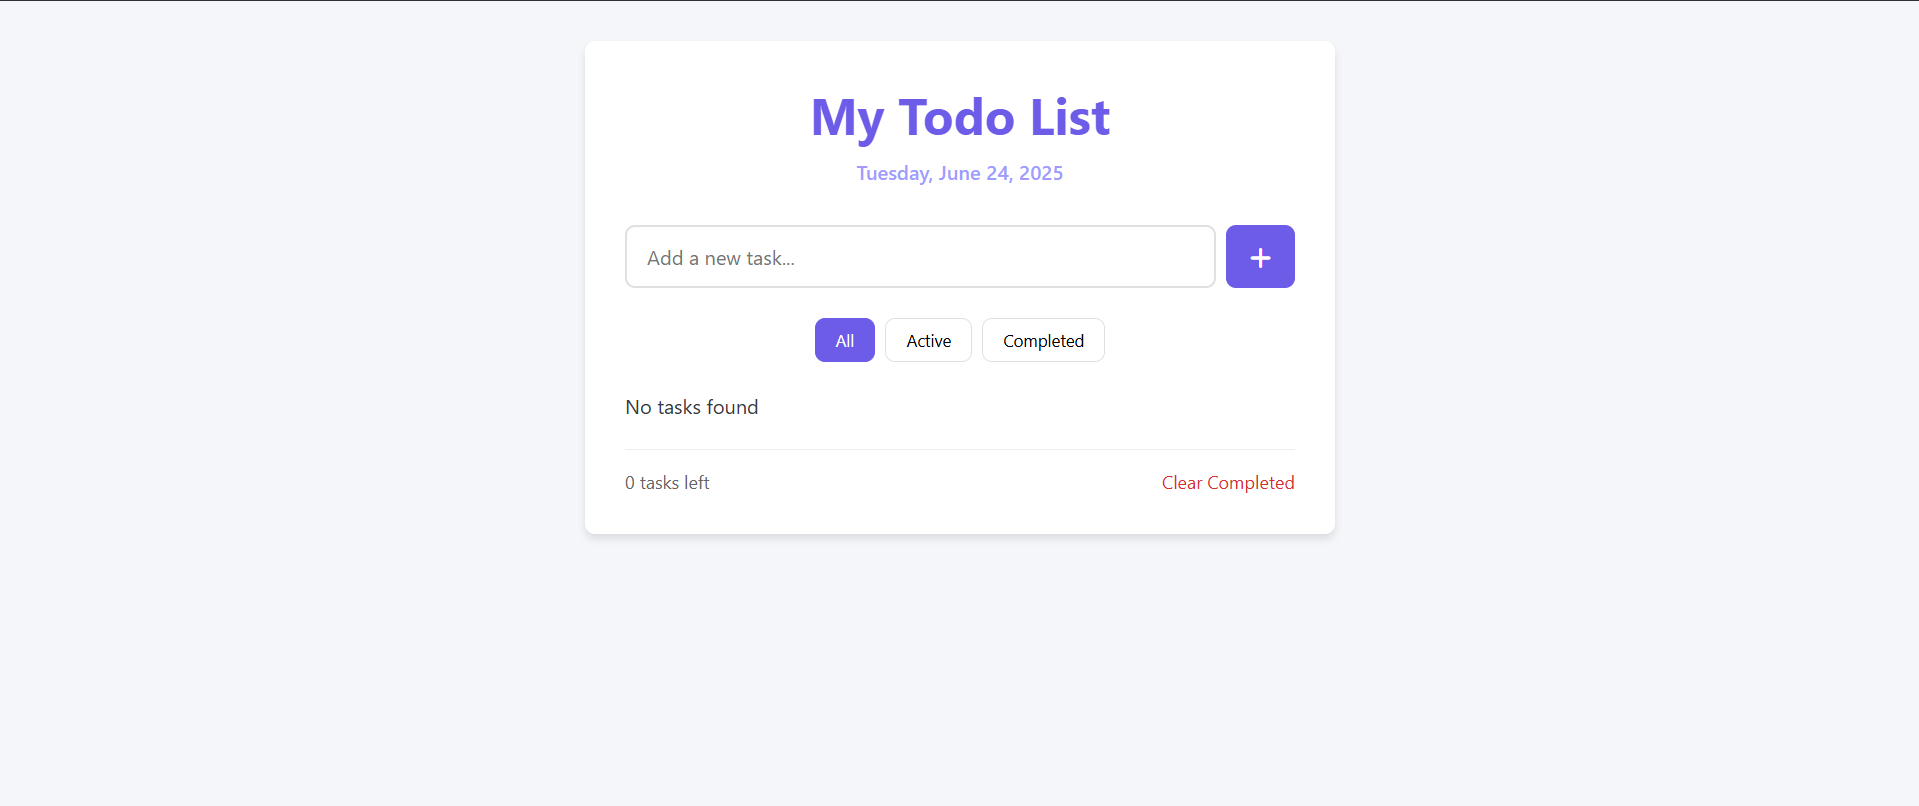 My Todo List
Tuesday, June 24, 2025
Add a new task...
+
All Active Completed
No tasks found
0 tasks left Clear Completed